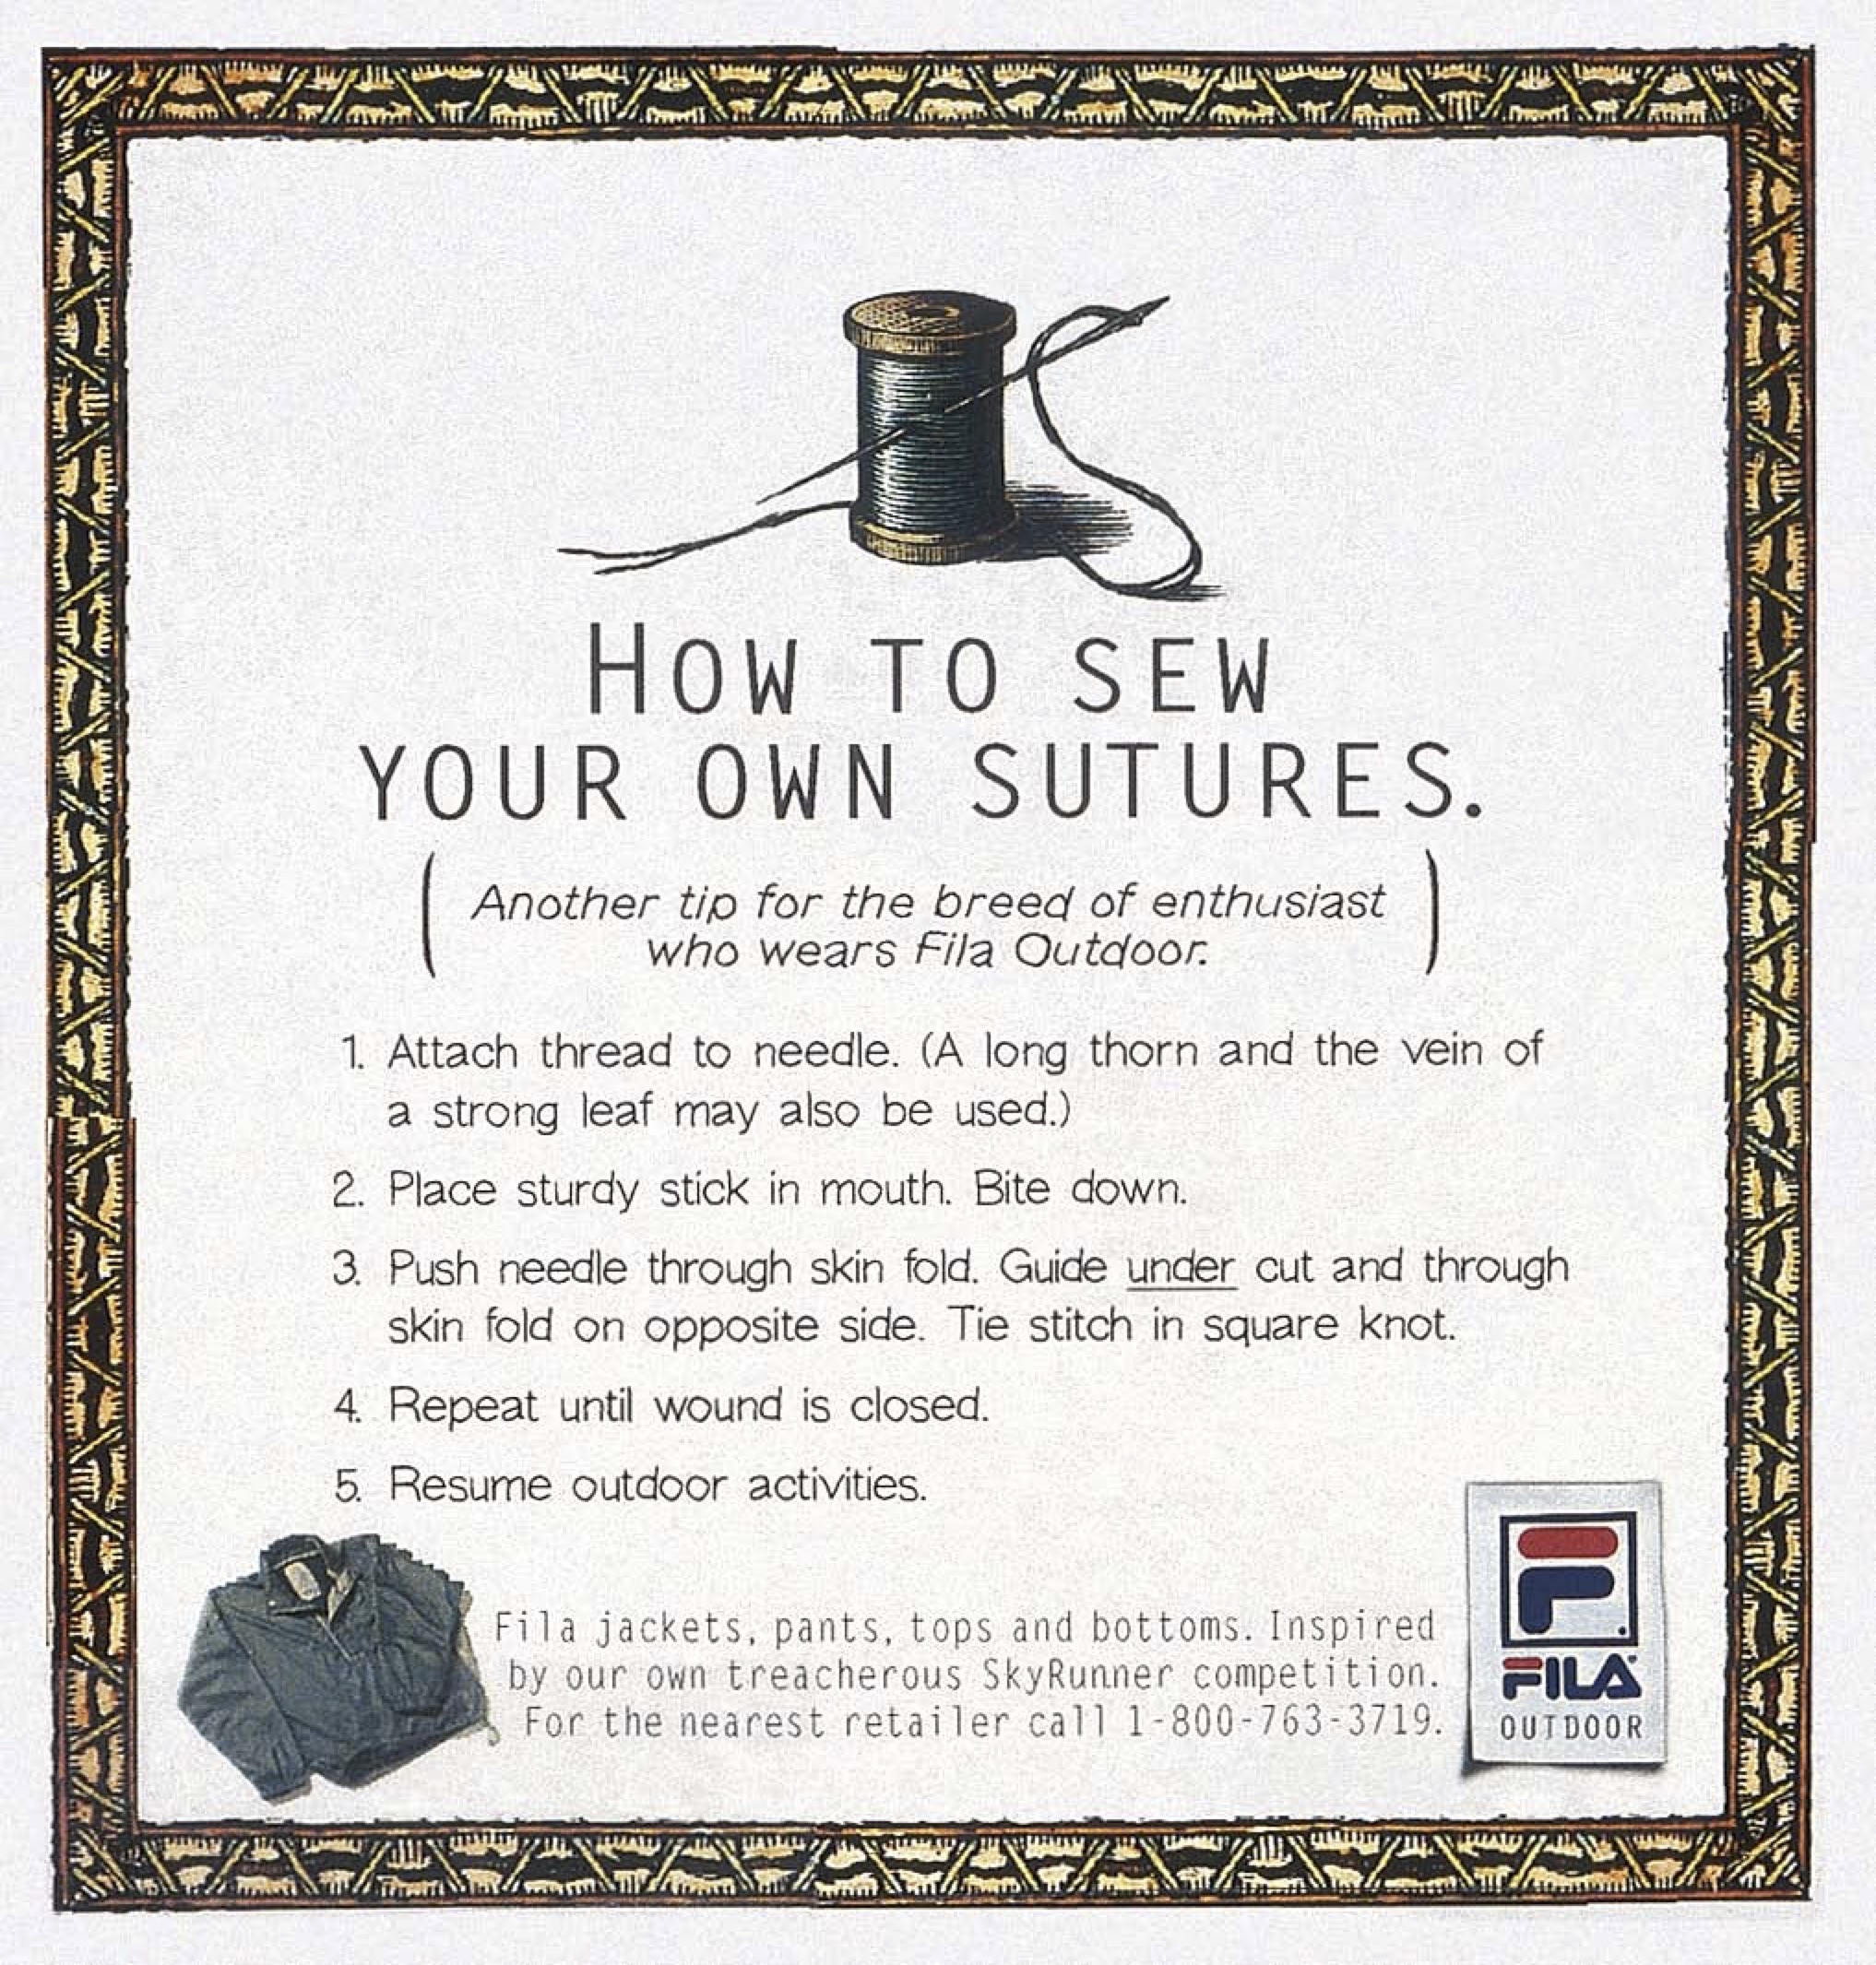 HOW TO SEW
YOUR OWN SUTURES.
(Another tip for the breed of enthusiast
who wears Fila Outdoor.)
1. Attach thread to needle. (A long thorn and the vein of
a strong leaf may also be used.)
2. Place sturdy stick in mouth. Bite down.
3. Push needle through skin fold. Guide under cut and through
skin fold on opposite side. Tie stitch in square knot.
4. Repeat until wound is closed.
5. Resume outdoor activities.
Fila jackets, pants, tops and bottoms. Inspired
by our own treacherous SkyRunner competition.
For the nearest retailer call 1-800-763-3719.
FILA
OUTDOOR